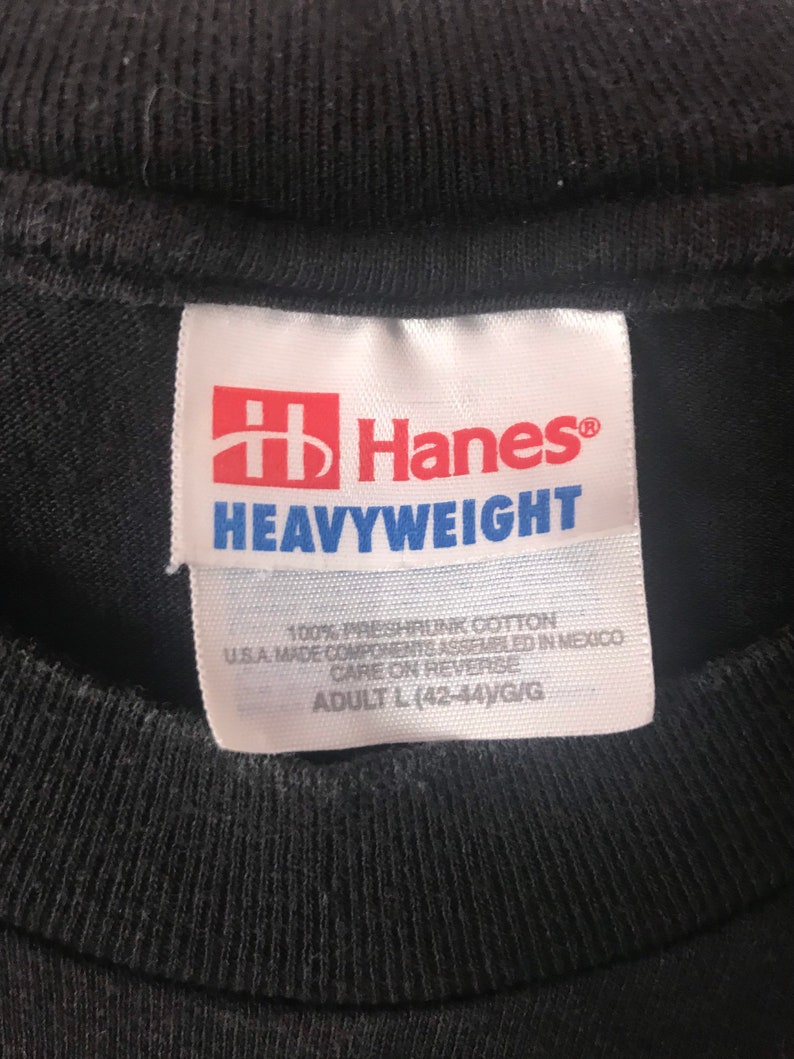 H Hanes®
HEAVYWEIGHT
100% PRESHRUNK COTTON
U.S.A. MADE COMPONENTS ASSEMBLED IN MEXICO
CARE ON REVERSE
ADULT L (42-44)/G/G